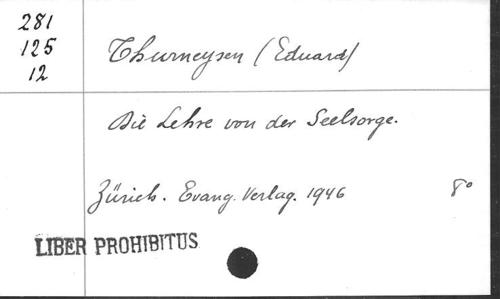 281
125
12
Thurneysen (Eduard)
Die Lehre von der Seelsorge.
Zürich. Evang. Verlag. 1946 8°
LIBER PROHIBITUS